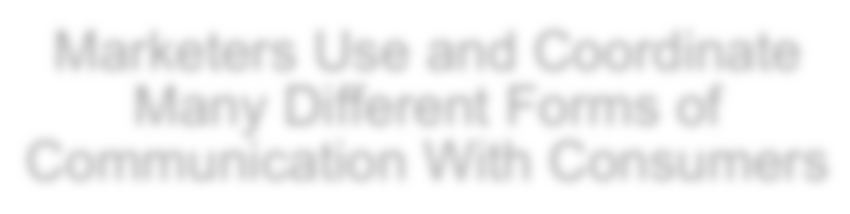 Marketers Use and Coordinate
Many Different Forms of
Communication With Consumers